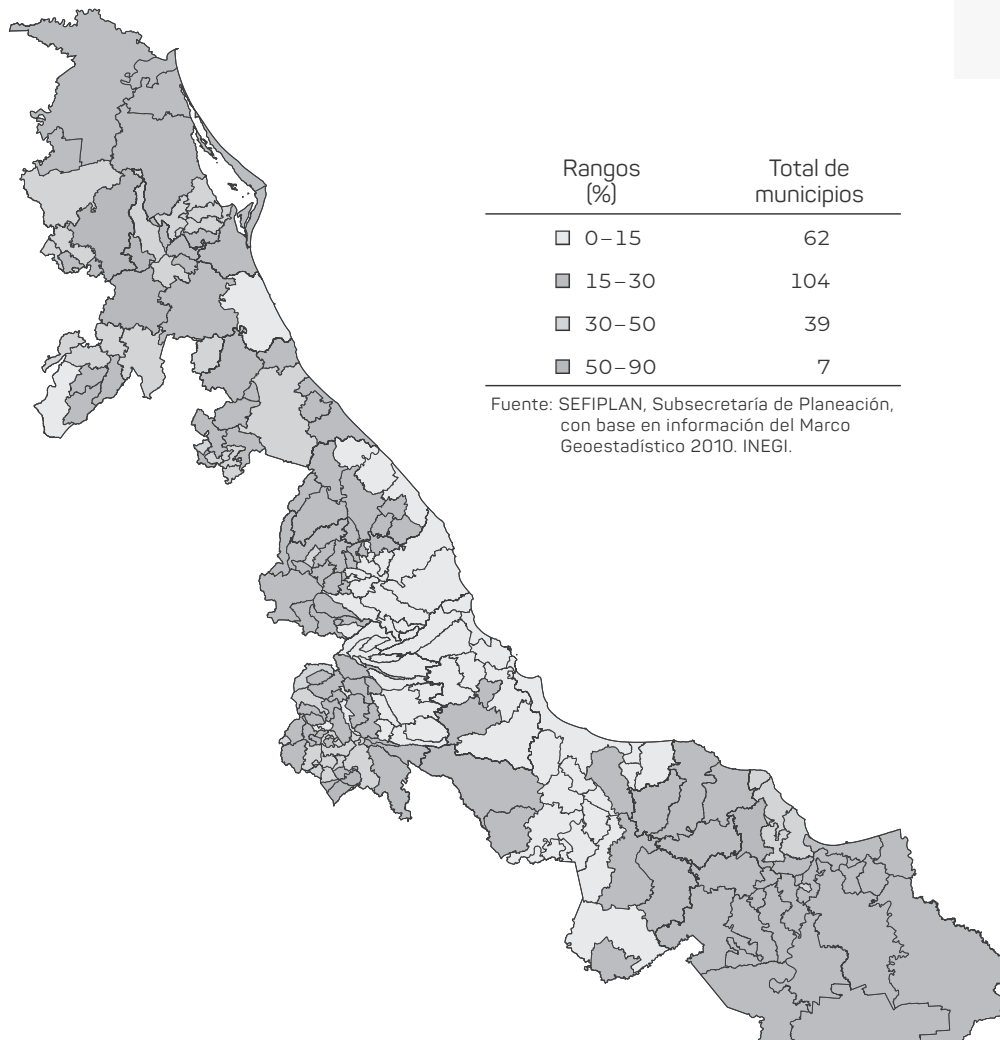 Rangos Total de
(%) municipios
0–15 62
15–30 104
30–50 39
50–90 7
Fuente: SEFIPLAN, Subsecretaría de Planeación,
con base en información del Marco
Geoestadístico 2010. INEGI.